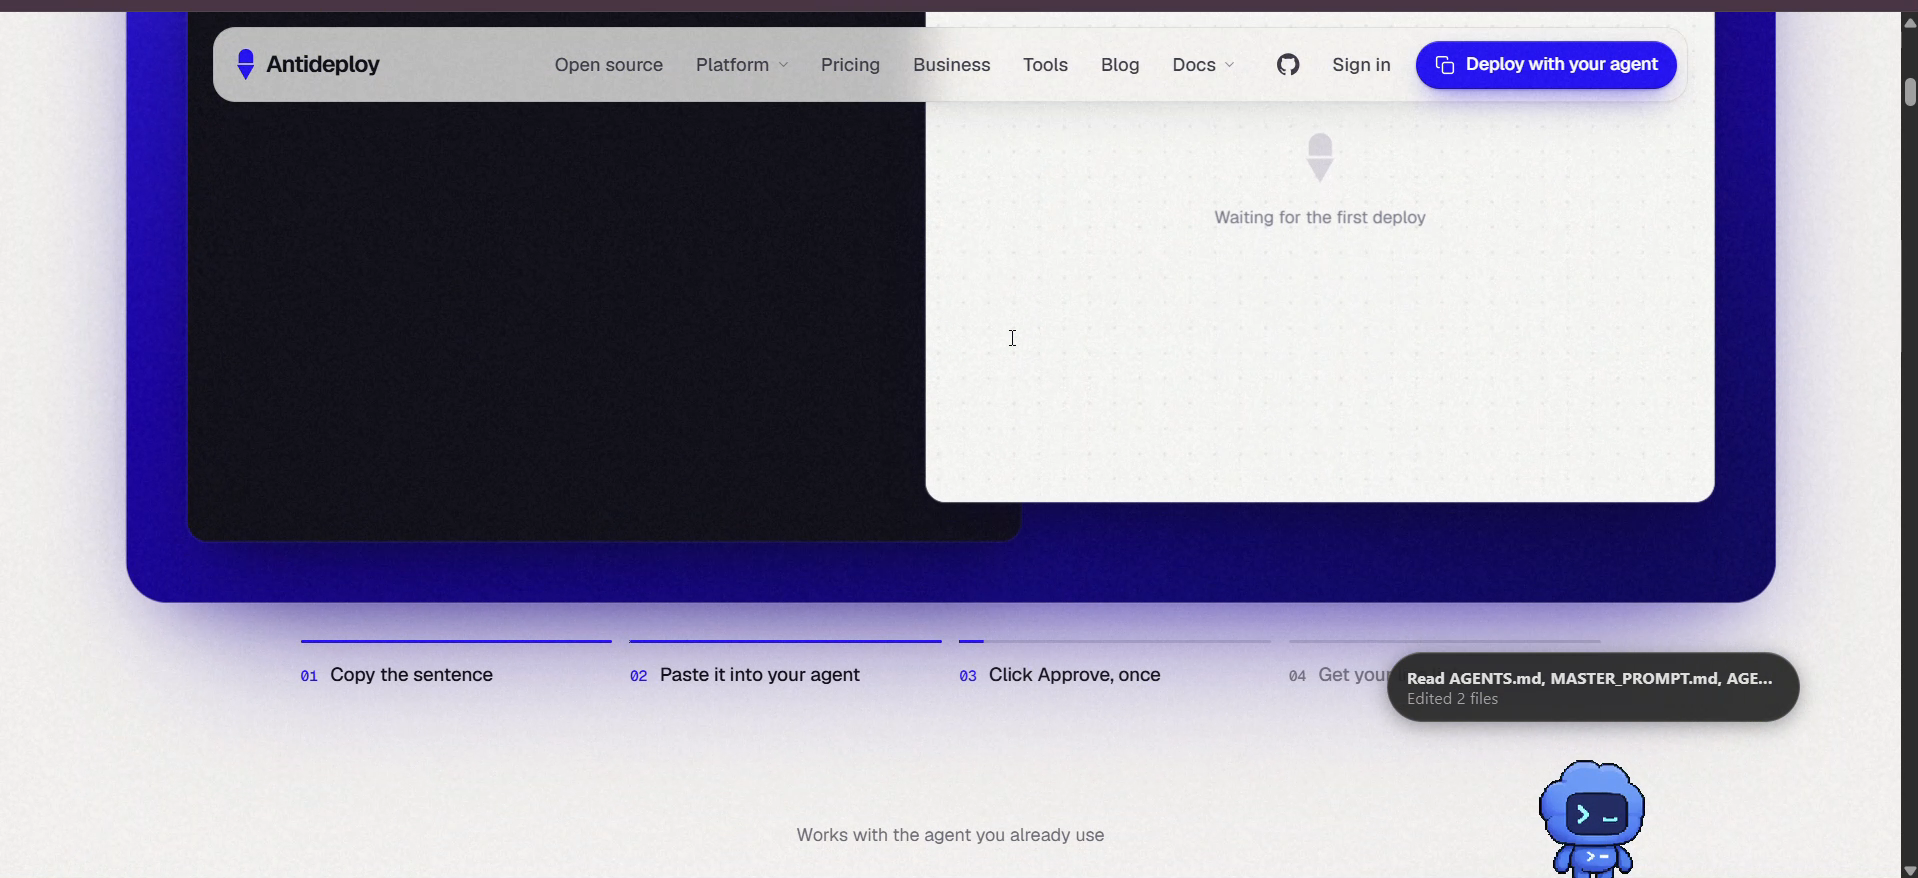 Antideploy
Open source
Platform
Pricing
Business
Tools
Blog
Docs
Sign in
Deploy with your agent
Waiting for the first deploy
01 Copy the sentence
02 Paste it into your agent
03 Click Approve, once
04 Get your
Read AGENTS.md, MASTER_PROMPT.md, AGE...
Edited 2 files
Works with the agent you already use